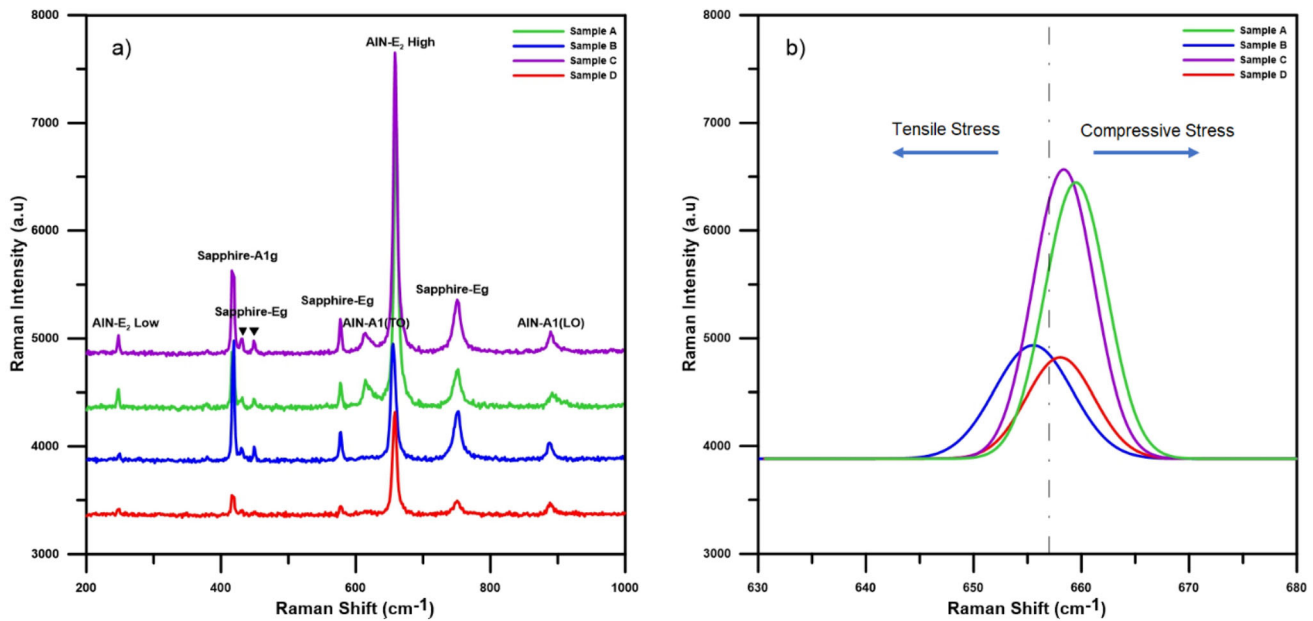 a)
AlN-E2 High
Sample A
Sample B
Sample C
Sample D
Sapphire-A1g
AlN-E2 Low
Sapphire-Eg
Sapphire-Eg
AlN-A1(TO)
Sapphire-Eg
AlN-A1(LO)
8000
7000
6000
5000
4000
3000
Raman Intensity (a.u)
200
400
600
800
1000
Raman Shift (cm-1)
b)
Sample A
Sample B
Sample C
Sample D
Tensile Stress
Compressive Stress
8000
7000
6000
5000
4000
3000
Raman Intensity (a.u)
630
640
650
660
670
680
Raman Shift (cm-1)